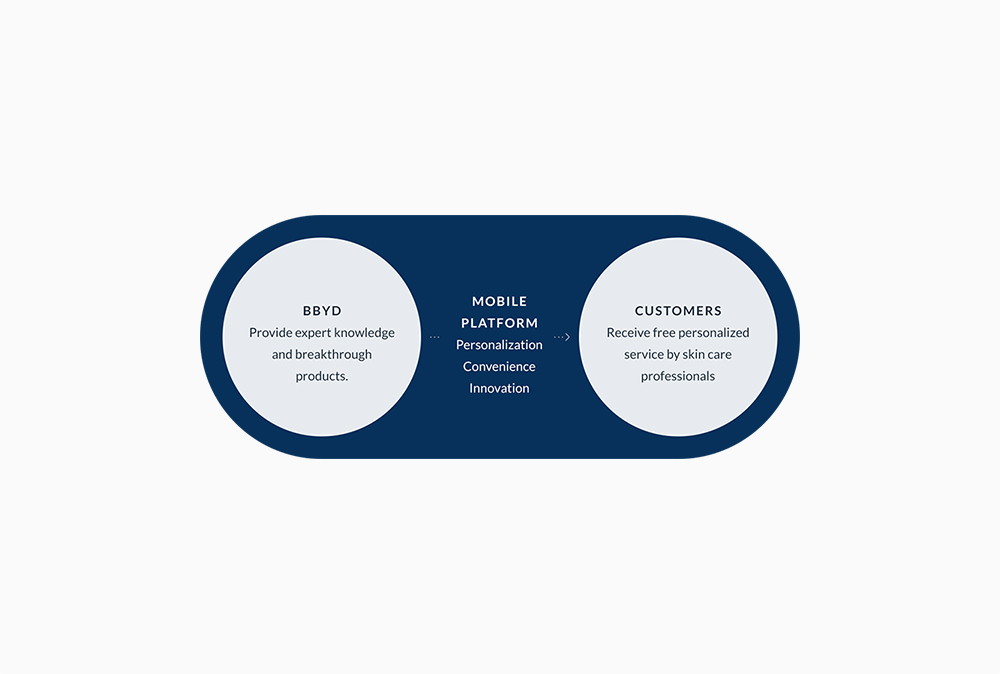 BBYD
Provide expert knowledge
and breakthrough
products.
MOBILE
PLATFORM
Personalization
Convenience
Innovation
CUSTOMERS
Receive free personalized
service by skin care
professionals